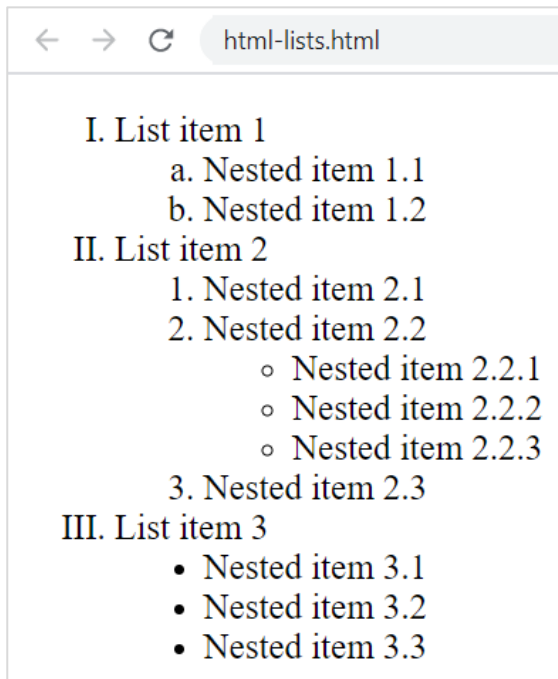 html-lists.html
I. List item 1
a. Nested item 1.1
b. Nested item 1.2
II. List item 2
1. Nested item 2.1
2. Nested item 2.2
◦ Nested item 2.2.1
◦ Nested item 2.2.2
◦ Nested item 2.2.3
3. Nested item 2.3
III. List item 3
• Nested item 3.1
• Nested item 3.2
• Nested item 3.3